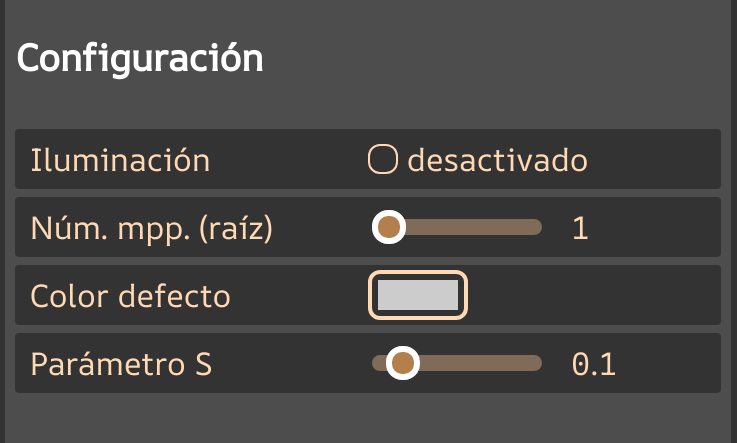 Configuración
Iluminación desactivado
Núm. mpp. (raíz) 1
Color defecto
Parámetro S 0.1